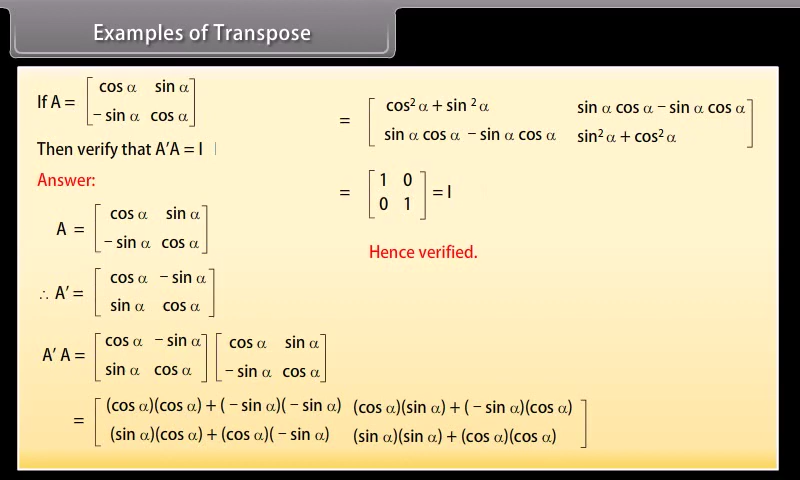 Examples of Transpose
If A = [ cos α sin α
− sin α cos α ]
Then verify that A′A = I
Answer:
A = [ cos α sin α
− sin α cos α ]
∴ A′ = [ cos α − sin α
sin α cos α ]
A′ A = [ cos α − sin α
sin α cos α ] [ cos α sin α
− sin α cos α ]
= [ (cos α)(cos α) + ( − sin α)( − sin α) (cos α)(sin α) + ( − sin α)(cos α)
(sin α)(cos α) + (cos α)( − sin α) (sin α)(sin α) + (cos α)(cos α) ]
= [ cos² α + sin ² α sin α cos α − sin α cos α
sin α cos α − sin α cos α sin² α + cos² α ]
= [ 1 0
0 1 ] = I
Hence verified.